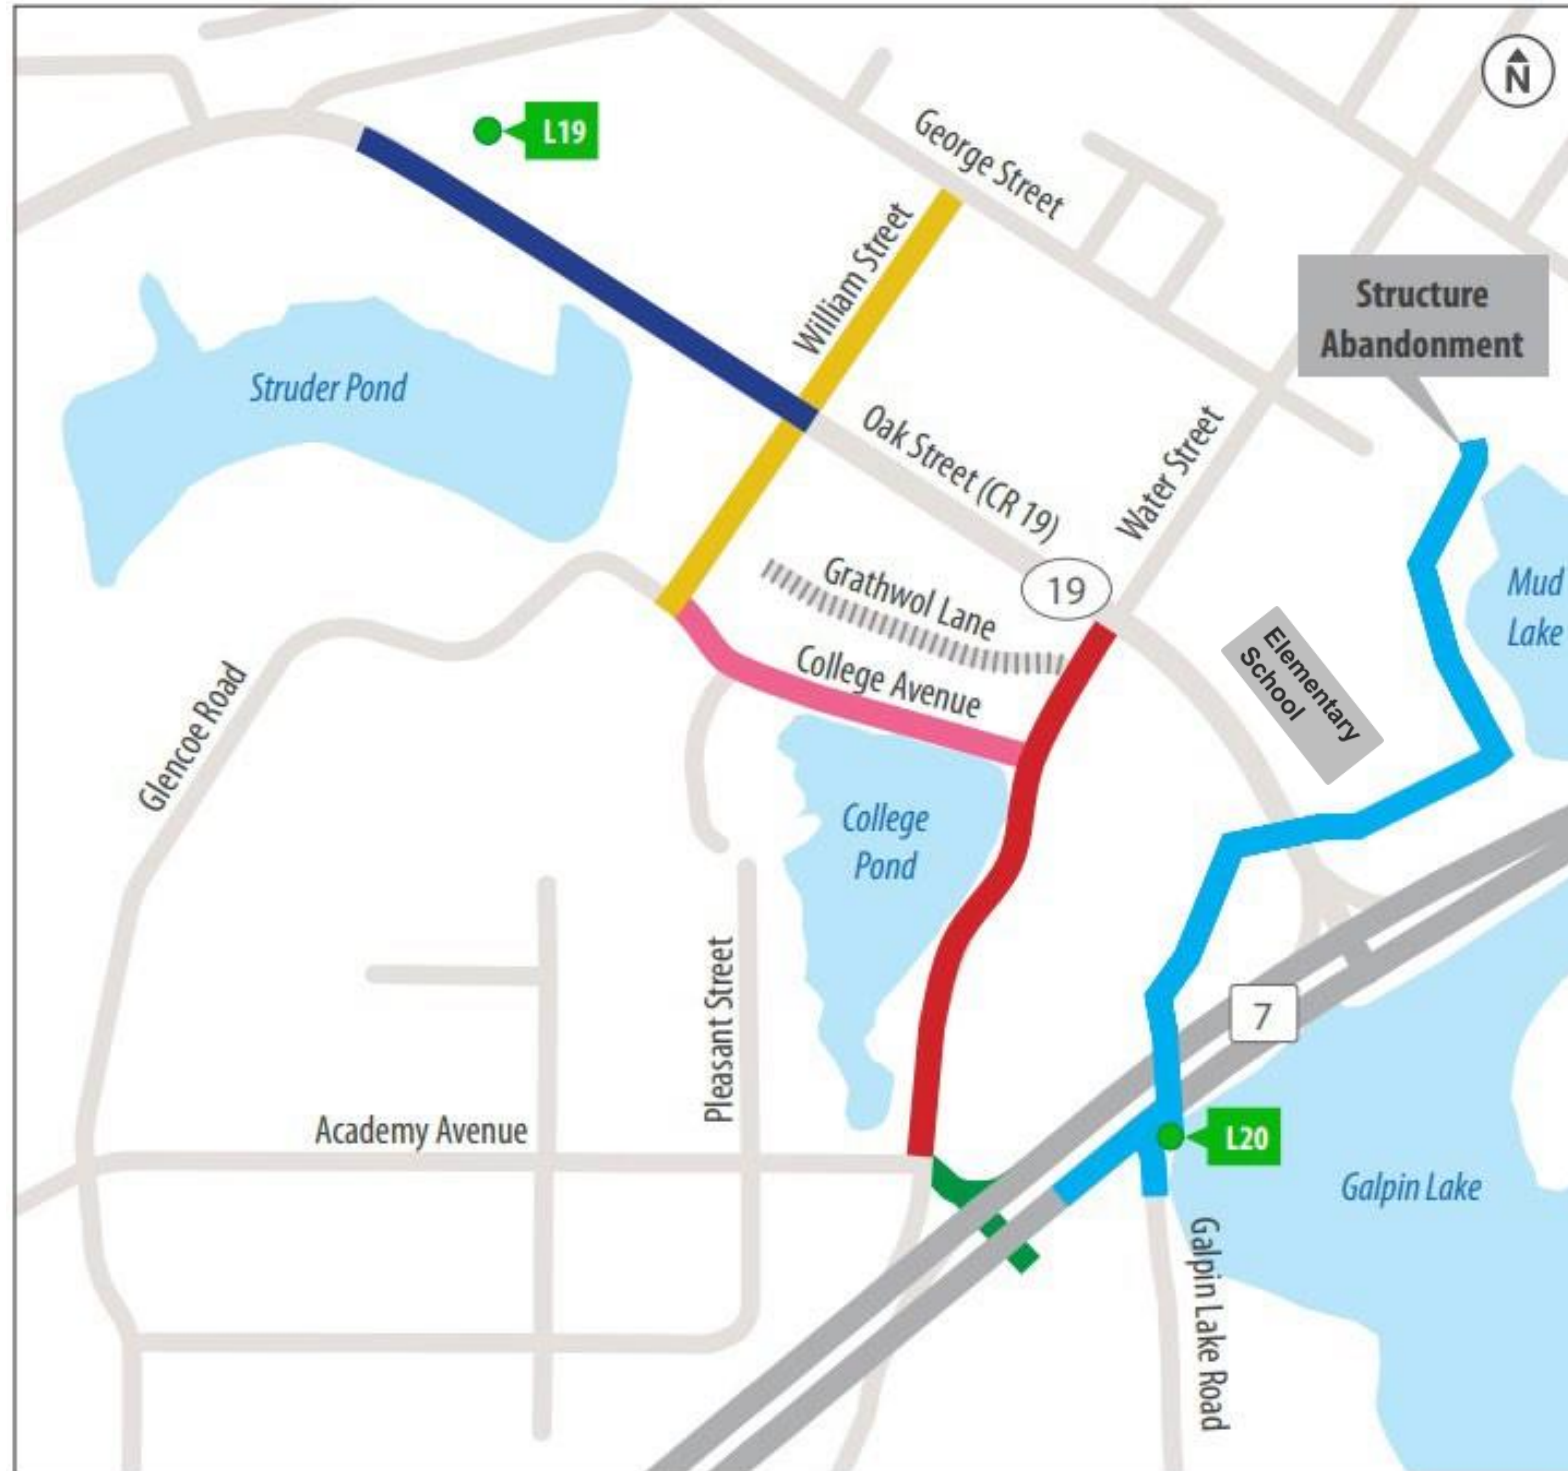 N
L19
George Street
William Street
Structure
Abandonment
Struder Pond
Oak Street (CR 19)
Water Street
19
Grathwol Lane
Mud
Lake
Elementary
School
College Avenue
Glencoe Road
College
Pond
7
Pleasant Street
Academy Avenue
L20
Galpin Lake
Galpin Lake Road